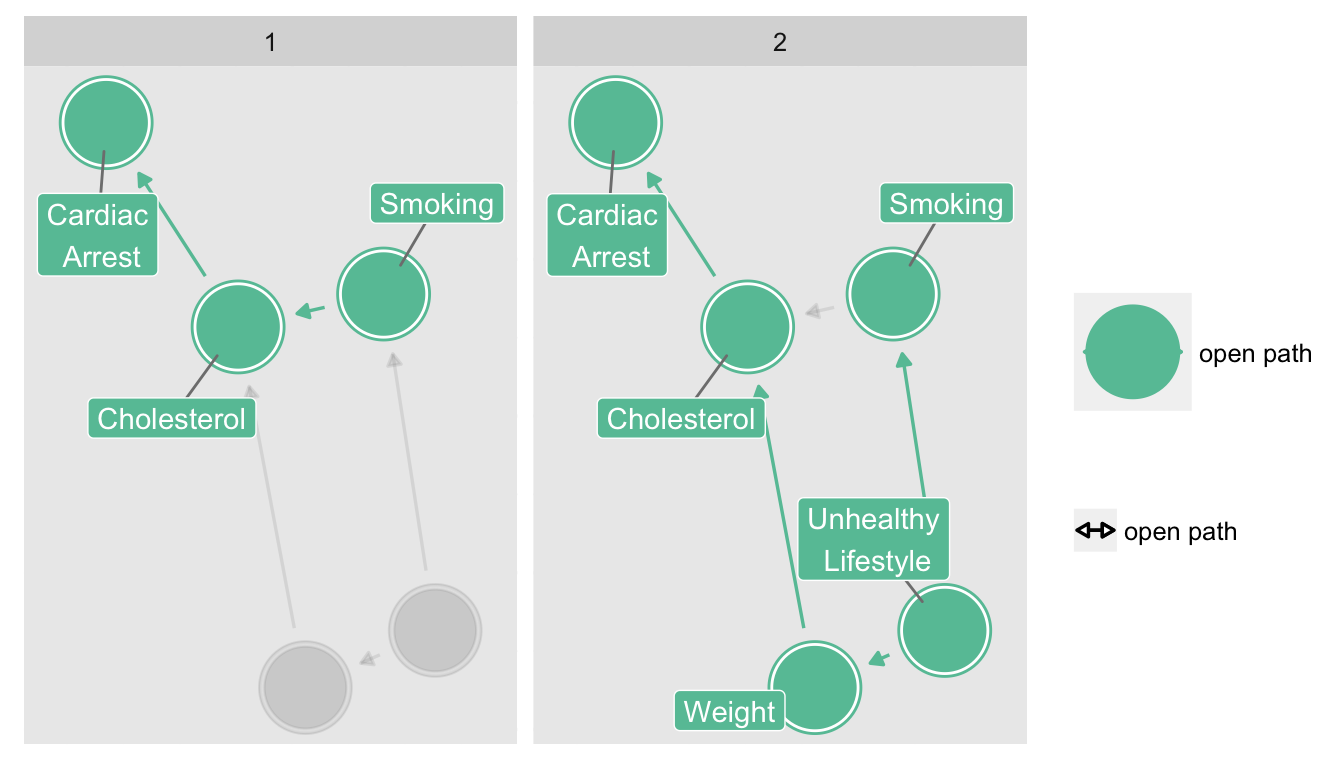 1
Cardiac
Arrest
Smoking
Cholesterol
2
Cardiac
Arrest
Smoking
Cholesterol
Unhealthy
Lifestyle
Weight
open path
open path